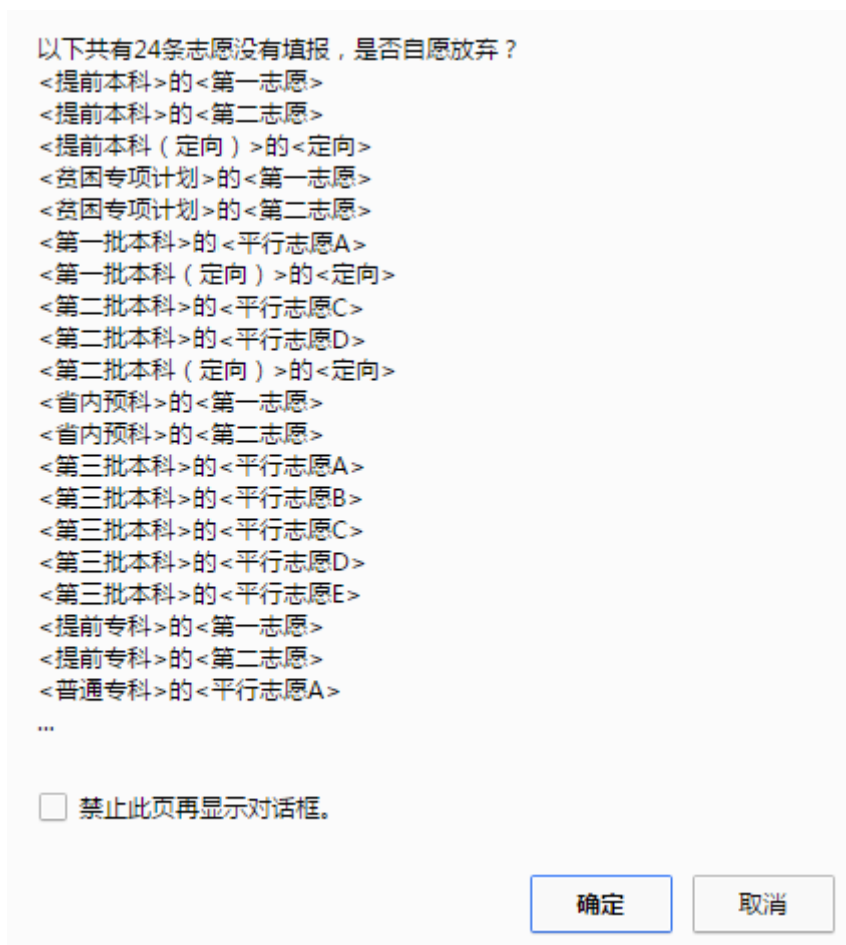 以下共有24条志愿没有填报，是否自愿放弃？
<提前本科>的<第一志愿>
<提前本科>的<第二志愿>
<提前本科（定向）>的<定向>
<贫困专项计划>的<第一志愿>
<贫困专项计划>的<第二志愿>
<第一批本科>的<平行志愿A>
<第一批本科（定向）>的<定向>
<第二批本科>的<平行志愿C>
<第二批本科>的<平行志愿D>
<第二批本科（定向）>的<定向>
<省内预科>的<第一志愿>
<省内预科>的<第二志愿>
<第三批本科>的<平行志愿A>
<第三批本科>的<平行志愿B>
<第三批本科>的<平行志愿C>
<第三批本科>的<平行志愿D>
<第三批本科>的<平行志愿E>
<提前专科>的<第一志愿>
<提前专科>的<第二志愿>
<普通专科>的<平行志愿A>
...
禁止此页再显示对话框。
确定 取消